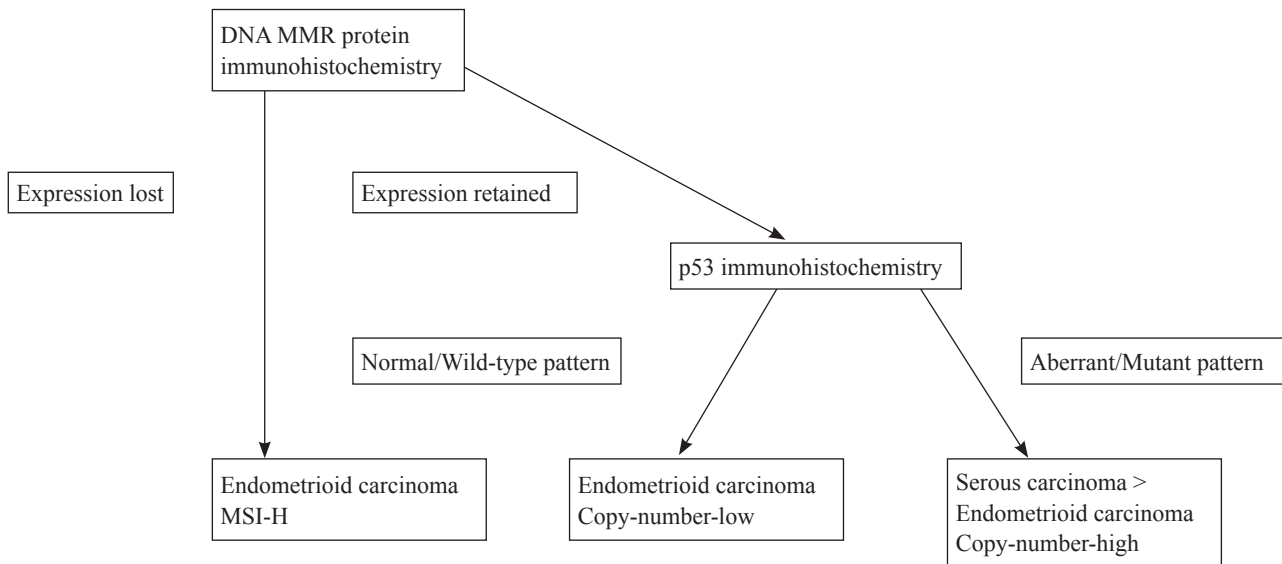 DNA MMR protein
immunohistochemistry
Expression lost
Expression retained
p53 immunohistochemistry
Normal/Wild-type pattern
Aberrant/Mutant pattern
Endometrioid carcinoma
MSI-H
Endometrioid carcinoma
Copy-number-low
Serous carcinoma >
Endometrioid carcinoma
Copy-number-high